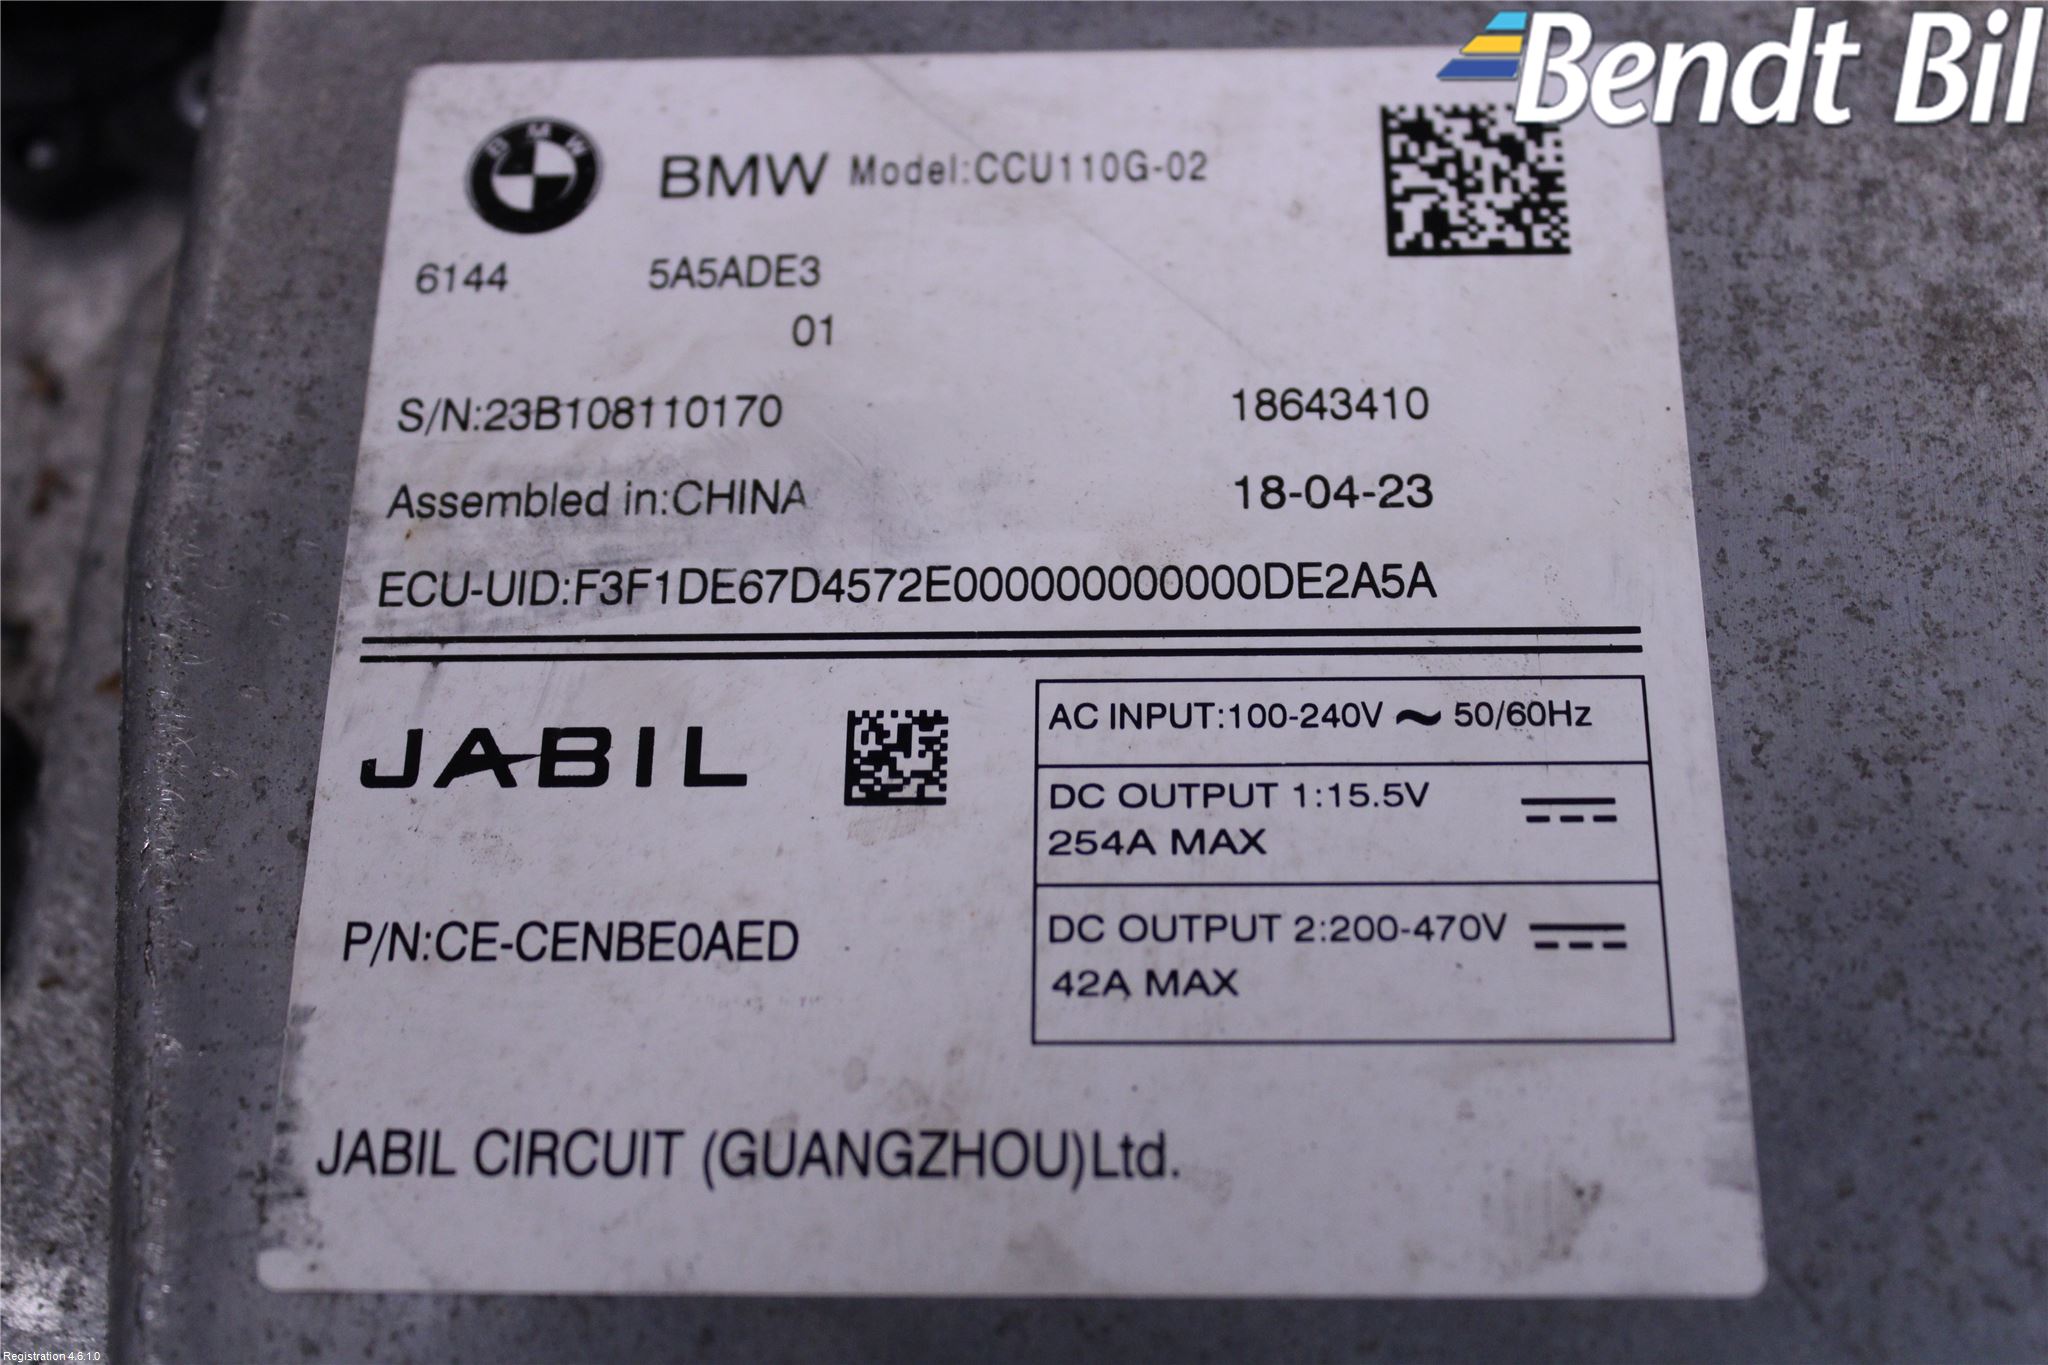 Bendt Bil
BMW
BMW Model:CCU110G-02
6144 5A5ADE3
01
S/N:23B108110170 18643410
Assembled in:CHINA 18-04-23
ECU-UID:F3F1DE67D4572E000000000000DE2A5A
JABIL
AC INPUT:100-240V ~ 50/60Hz
DC OUTPUT 1:15.5V
254A MAX
DC OUTPUT 2:200-470V
42A MAX
P/N:CE-CENBE0AED
JABIL CIRCUIT (GUANGZHOU)Ltd.
Registration 4.6.1.0